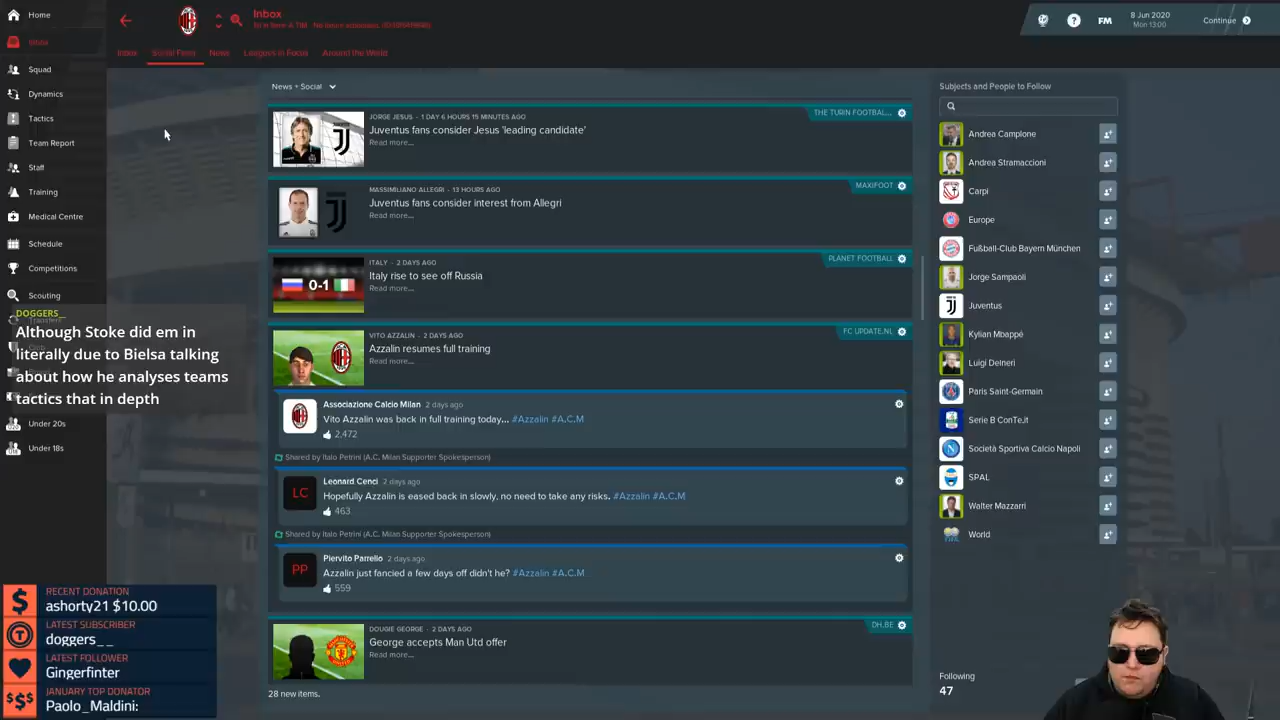 Home
Inbox
8 Jun 2020
Mon 13:00
FM
Continue
Inbox
Inbox
Social Feed
News
Leagues in Focus
Around the World
Squad
Dynamics
Tactics
Team Report
Staff
Training
Medical Centre
Schedule
Competitions
Scouting
Under 20s
Under 18s
DOGGERS__
Although Stoke did em in
literally due to Bielsa talking
about how he analyses teams
tactics that in depth
RECENT DONATION
ashorty21 $10.00
LATEST SUBSCRIBER
doggers__
LATEST FOLLOWER
Gingerfinter
JANUARY TOP DONATOR
Paolo_Maldini:
News + Social
JORGE JESUS - 1 DAY 6 HOURS 15 MINUTES AGO
THE TURIN FOOTBAL...
Juventus fans consider Jesus 'leading candidate'
Read more...
MASSIMILIANO ALLEGRI - 13 HOURS AGO
MAXIFOOT
Juventus fans consider interest from Allegri
Read more...
ITALY - 2 DAYS AGO
PLANET FOOTBALL
Italy rise to see off Russia
Read more...
0-1
VITO AZZALIN - 2 DAYS AGO
FC UPDATE.NL
Azzalin resumes full training
Read more...
Associazione Calcio Milan 2 days ago
Vito Azzalin was back in full training today... #Azzalin #A.C.M
2,472
Shared by Italo Petrini (A.C. Milan Supporter Spokesperson)
LC
Leonard Cenci 2 days ago
Hopefully Azzalin is eased back in slowly, no need to take any risks. #Azzalin #A.C.M
463
Shared by Italo Petrini (A.C. Milan Supporter Spokesperson)
PP
Piervito Parrello 2 days ago
Azzalin just fancied a few days off didn't he? #Azzalin #A.C.M
559
DOUGIE GEORGE - 2 DAYS AGO
DH.BE
George accepts Man Utd offer
Read more...
28 new items.
Subjects and People to Follow
Andrea Camplone
Andrea Stramaccioni
Carpi
Europe
Fußball-Club Bayern München
Jorge Sampaoli
Juventus
Kylian Mbappé
Luigi Delneri
Paris Saint-Germain
Serie B ConTe.it
Società Sportiva Calcio Napoli
SPAL
Walter Mazzarri
World
Following
47